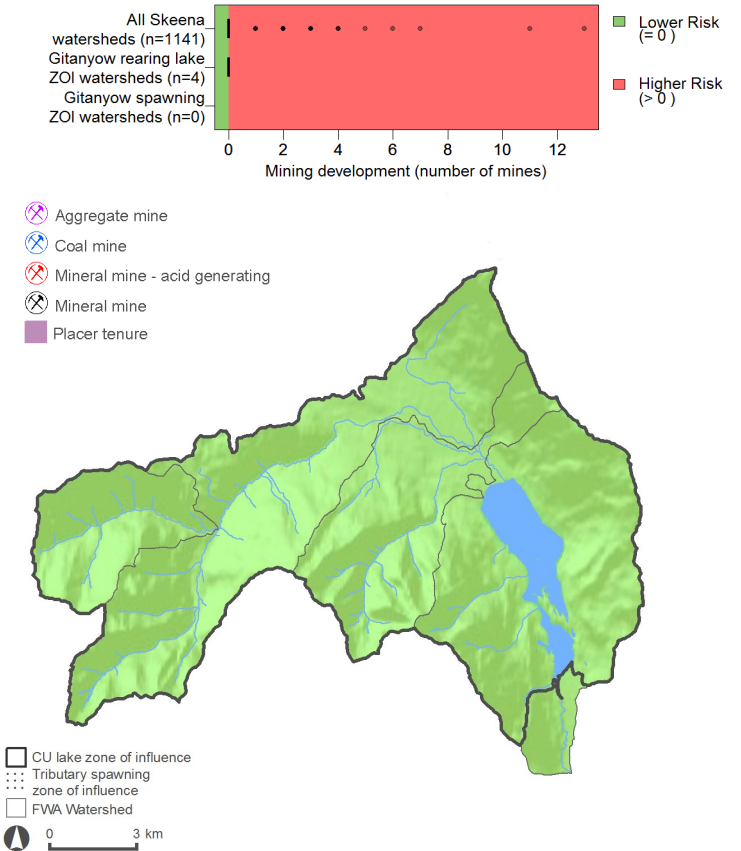 All Skeena
watersheds (n=1141)
Gitanyow rearing lake
ZOI watersheds (n=4)
Gitanyow spawning
ZOI watersheds (n=0)
Lower Risk
(= 0 )
Higher Risk
(> 0 )
0 2 4 6 8 10 12
Mining development (number of mines)
Aggregate mine
Coal mine
Mineral mine - acid generating
Mineral mine
Placer tenure
CU lake zone of influence
Tributary spawning
zone of influence
FWA Watershed
0 3 km